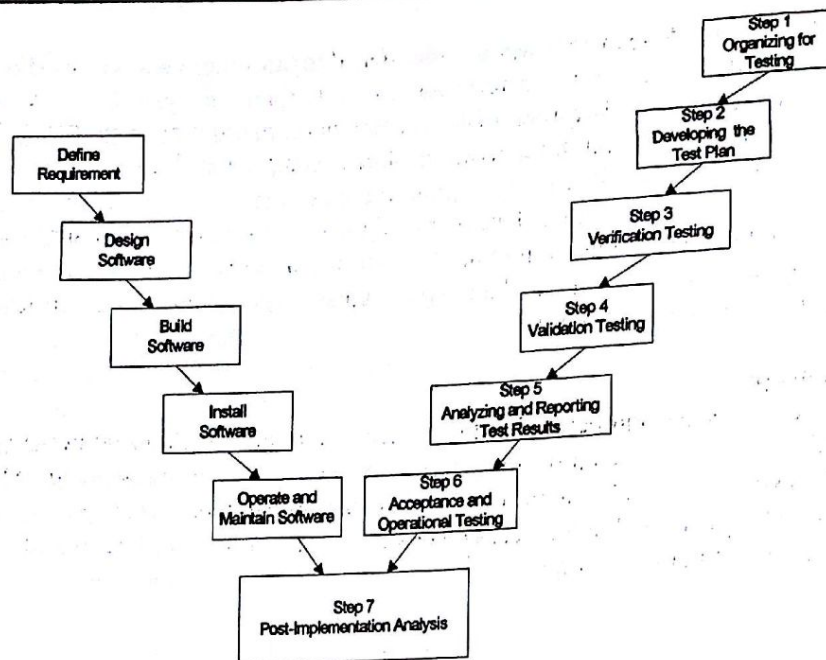 Step 1
Organizing for
Testing
Step 2
Developing the
Test Plan
Define
Requirement
Step 3
Verification Testing
Design
Software
Step 4
Validation Testing
Build
Software
Step 5
Analyzing and Reporting
Test Results
Install
Software
Step 6
Acceptance and
Operational Testing
Operate and
Maintain Software
Step 7
Post-Implementation Analysis